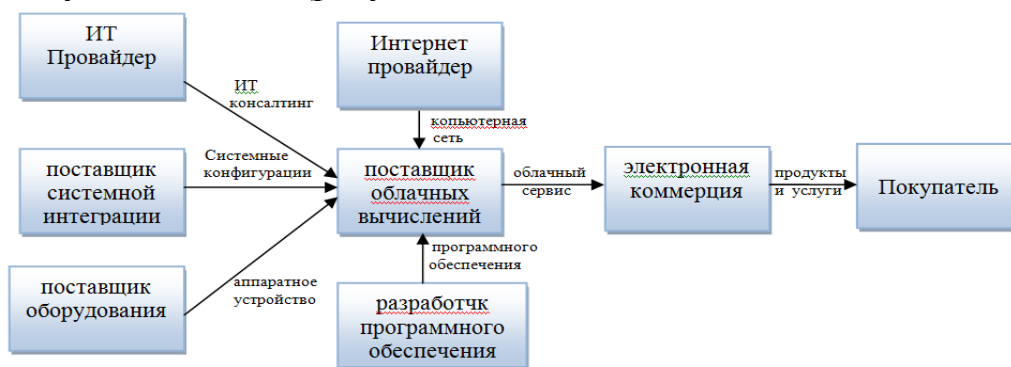 ИТ
Провайдер
Интернет
провайдер
ИТ
консалтинг
копьютерная
сеть
поставщик
системной
интеграции
Системные
конфигурации
поставщик
облачных
вычислений
облачный
сервис
электронная
коммерция
продукты
и услуги
Покупатель
программного
обеспечения
поставщик
оборудования
аппаратное
устройство
разработчк
программного
обеспечения